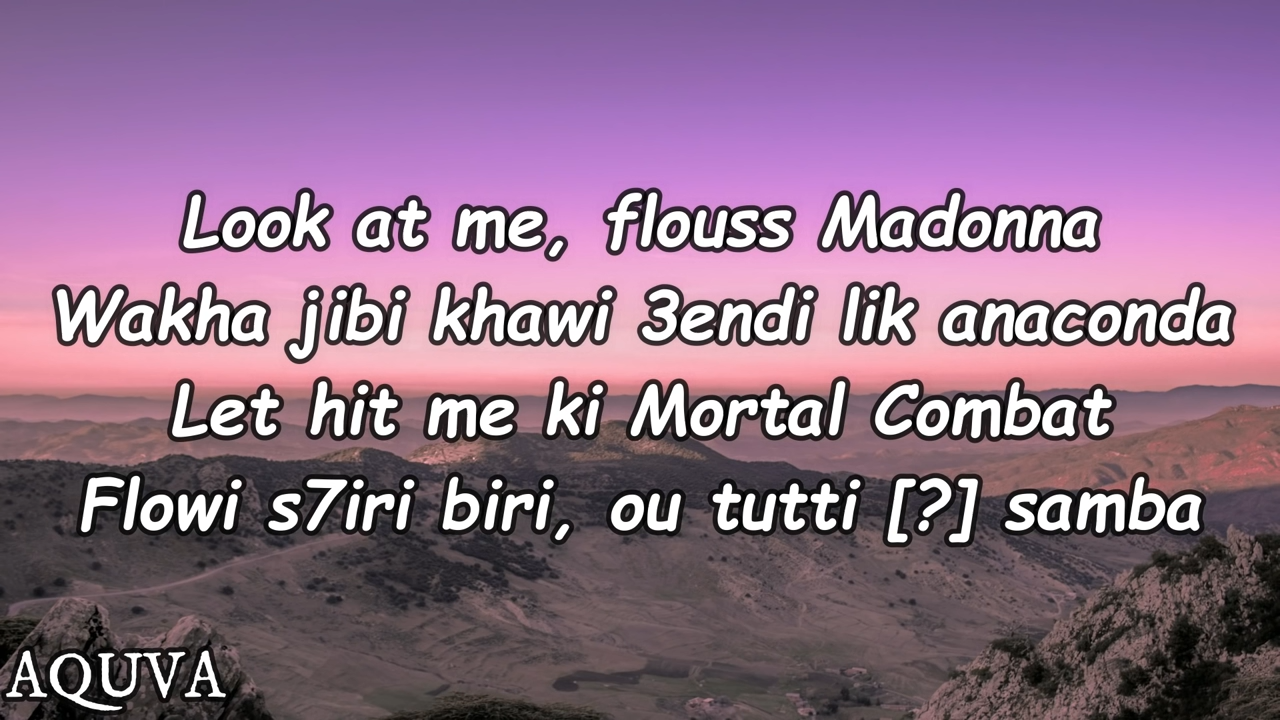 Look at me, flouss Madonna
Wakha jibi khawi 3endi lik anaconda
Let hit me ki Mortal Combat
Flowi s7iri biri, ou tutti [?] samba
AQUVA